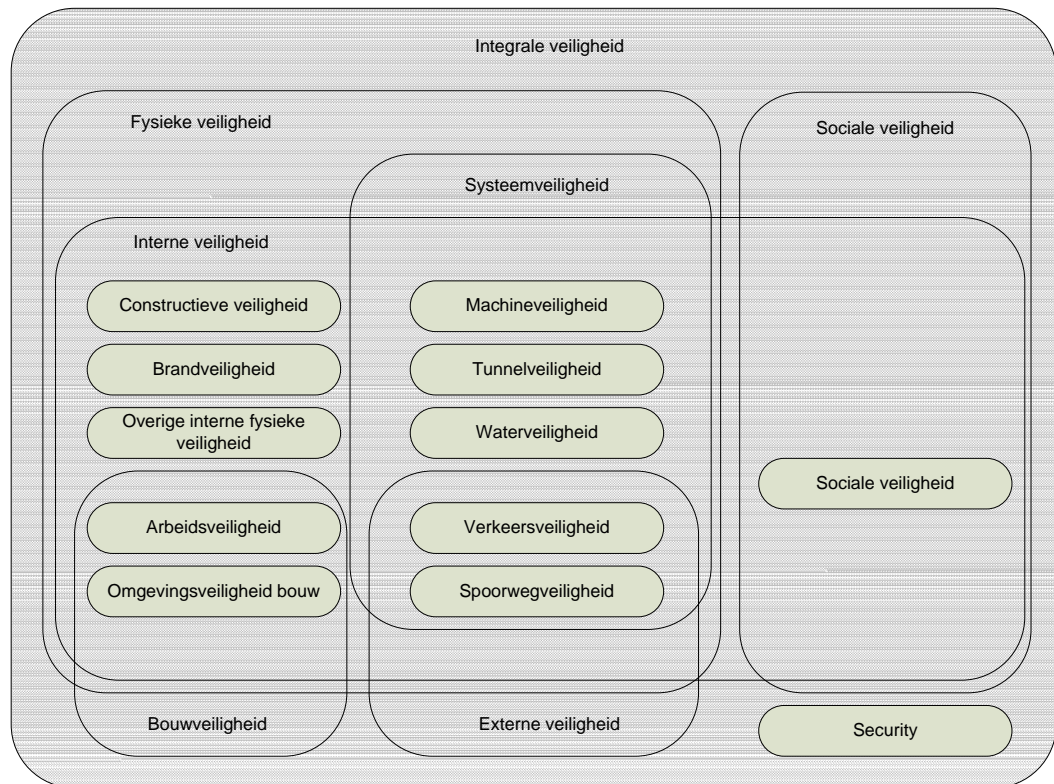 Integrale veiligheid
Fysieke veiligheid
Sociale veiligheid
Systeemveiligheid
Interne veiligheid
Constructieve veiligheid
Machineveiligheid
Brandveiligheid
Tunnelveiligheid
Overige interne fysieke
veiligheid
Waterveiligheid
Sociale veiligheid
Arbeidsveiligheid
Verkeersveiligheid
Omgevingsveiligheid bouw
Spoorwegveiligheid
Bouwveiligheid
Externe veiligheid
Security